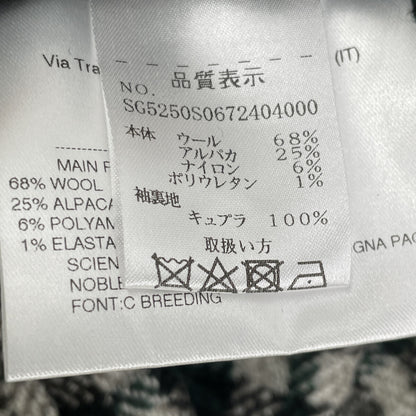 Via Tra
(IT)
品質表示
NO.
SG5250S0672404000
本体 ウール 68%
アルパカ 25%
ナイロン 6%
ポリウレタン 1%
袖裏地
キュプラ 100%
取扱い方
MAIN F
68% WOOL
25% ALPACA
6% POLYAM
1% ELASTA
SCIEN
NOBLE
FONT:C BREEDING
GNA PAC